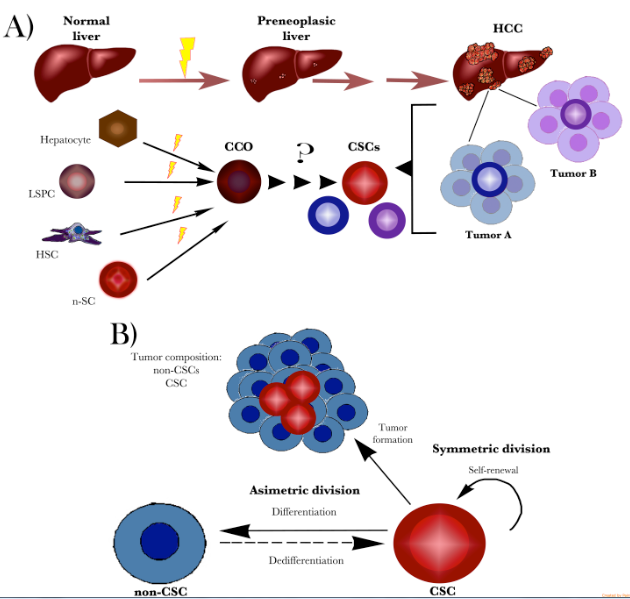 A)
Normal
liver
Preneoplasic
liver
HCC
Hepatocyte
CCO
?
CSCs
LSPC
Tumor B
HSC
Tumor A
n-SC
B)
Tumor composition:
non-CSCs
CSC
Tumor
formation
Symmetric division
Self-renewal
Asimetric division
Differentiation
Dedifferentiation
non-CSC
CSC